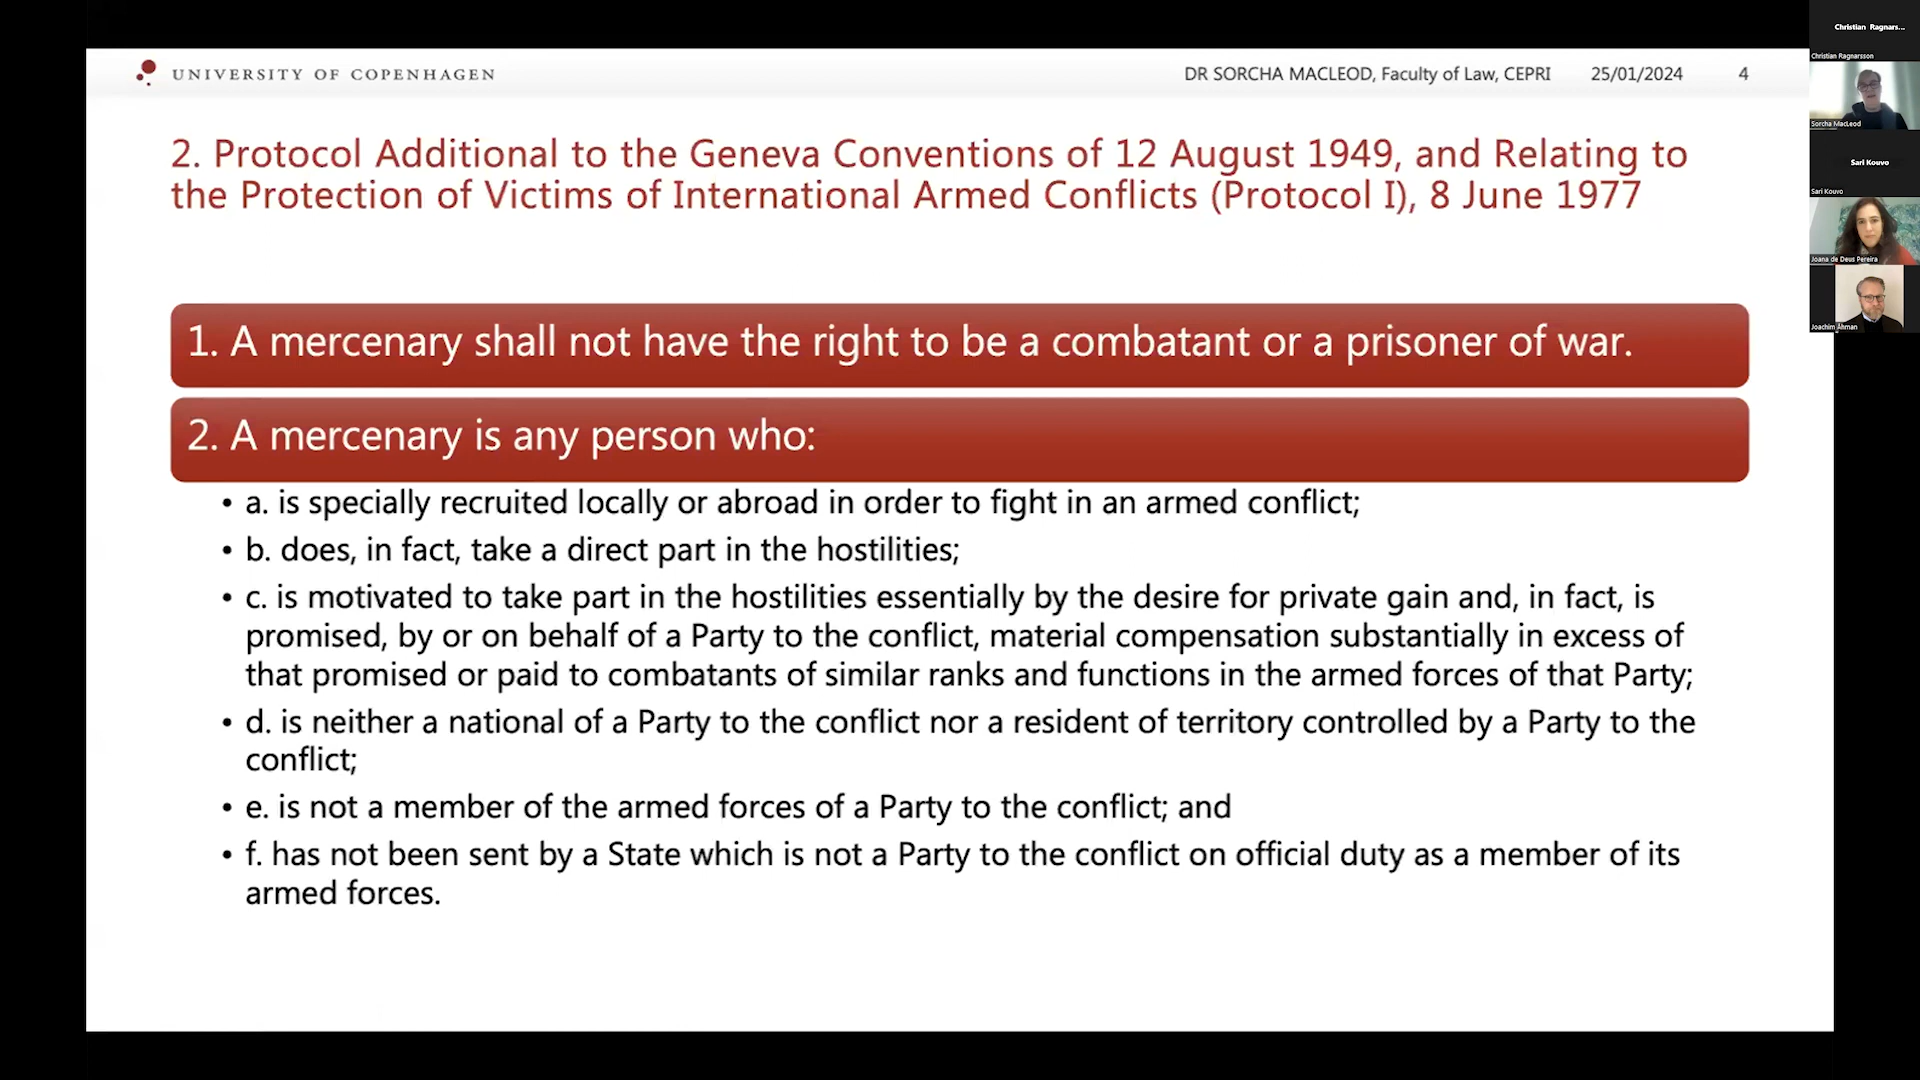 UNIVERSITY OF COPENHAGEN
DR SORCHA MACLEOD, Faculty of Law, CEPRI 25/01/2024 4
2. Protocol Additional to the Geneva Conventions of 12 August 1949, and Relating to
the Protection of Victims of International Armed Conflicts (Protocol I), 8 June 1977
1. A mercenary shall not have the right to be a combatant or a prisoner of war.
2. A mercenary is any person who:
• a. is specially recruited locally or abroad in order to fight in an armed conflict;
• b. does, in fact, take a direct part in the hostilities;
• c. is motivated to take part in the hostilities essentially by the desire for private gain and, in fact, is
promised, by or on behalf of a Party to the conflict, material compensation substantially in excess of
that promised or paid to combatants of similar ranks and functions in the armed forces of that Party;
• d. is neither a national of a Party to the conflict nor a resident of territory controlled by a Party to the
conflict;
• e. is not a member of the armed forces of a Party to the conflict; and
• f. has not been sent by a State which is not a Party to the conflict on official duty as a member of its
armed forces.
Christian Ragnars...
Christian Ragnarsson
Sorcha MacLeod
Sari Kouvo
Sari Kouvo
Joana de Deus Pereira
Joachim Åhman